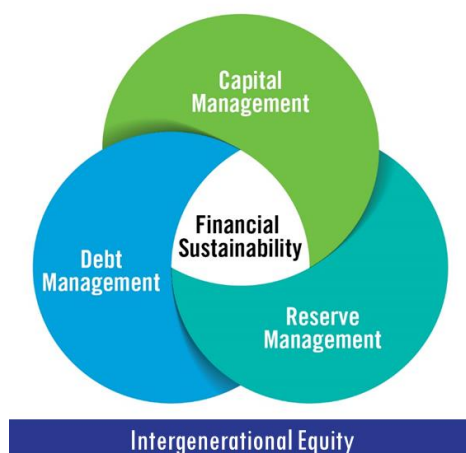 Capital
Management
Financial
Sustainability
Debt
Management
Reserve
Management
Intergenerational Equity